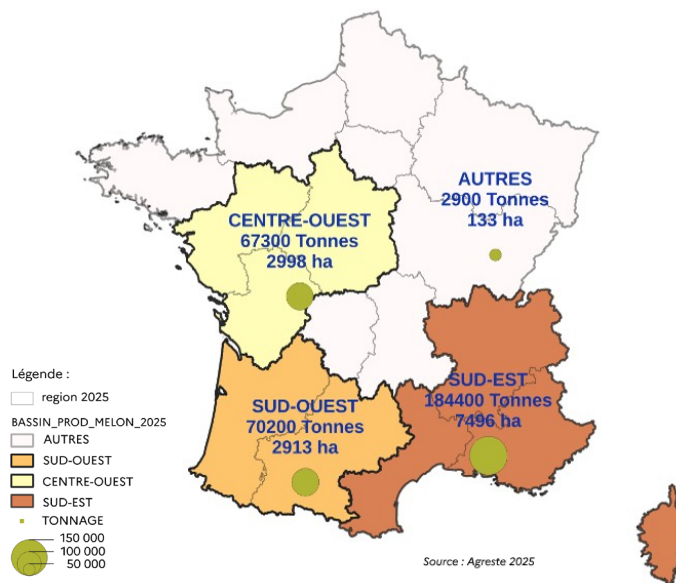 AUTRES
2900 Tonnes
133 ha
CENTRE-OUEST
67300 Tonnes
2998 ha
SUD-EST
184400 Tonnes
7496 ha
SUD-OUEST
70200 Tonnes
2913 ha
Légende :
region 2025
BASSIN_PROD_MELON_2025
AUTRES
SUD-OUEST
CENTRE-OUEST
SUD-EST
TONNAGE
150 000
100 000
50 000
Source : Agreste 2025